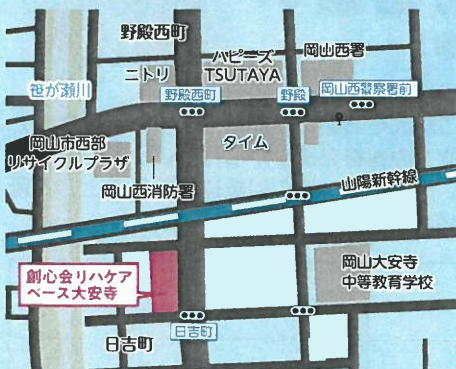 野殿西町
ハピーズ
TSUTAYA
岡山西署
ニトリ
笹が瀬川
野殿西町
野殿
岡山西警察署前
岡山市西部
リサイクルプラザ
タイム
岡山西消防署
山陽新幹線
創心会リハケア
ベース大安寺
岡山大安寺
中等教育学校
日吉町
日吉町